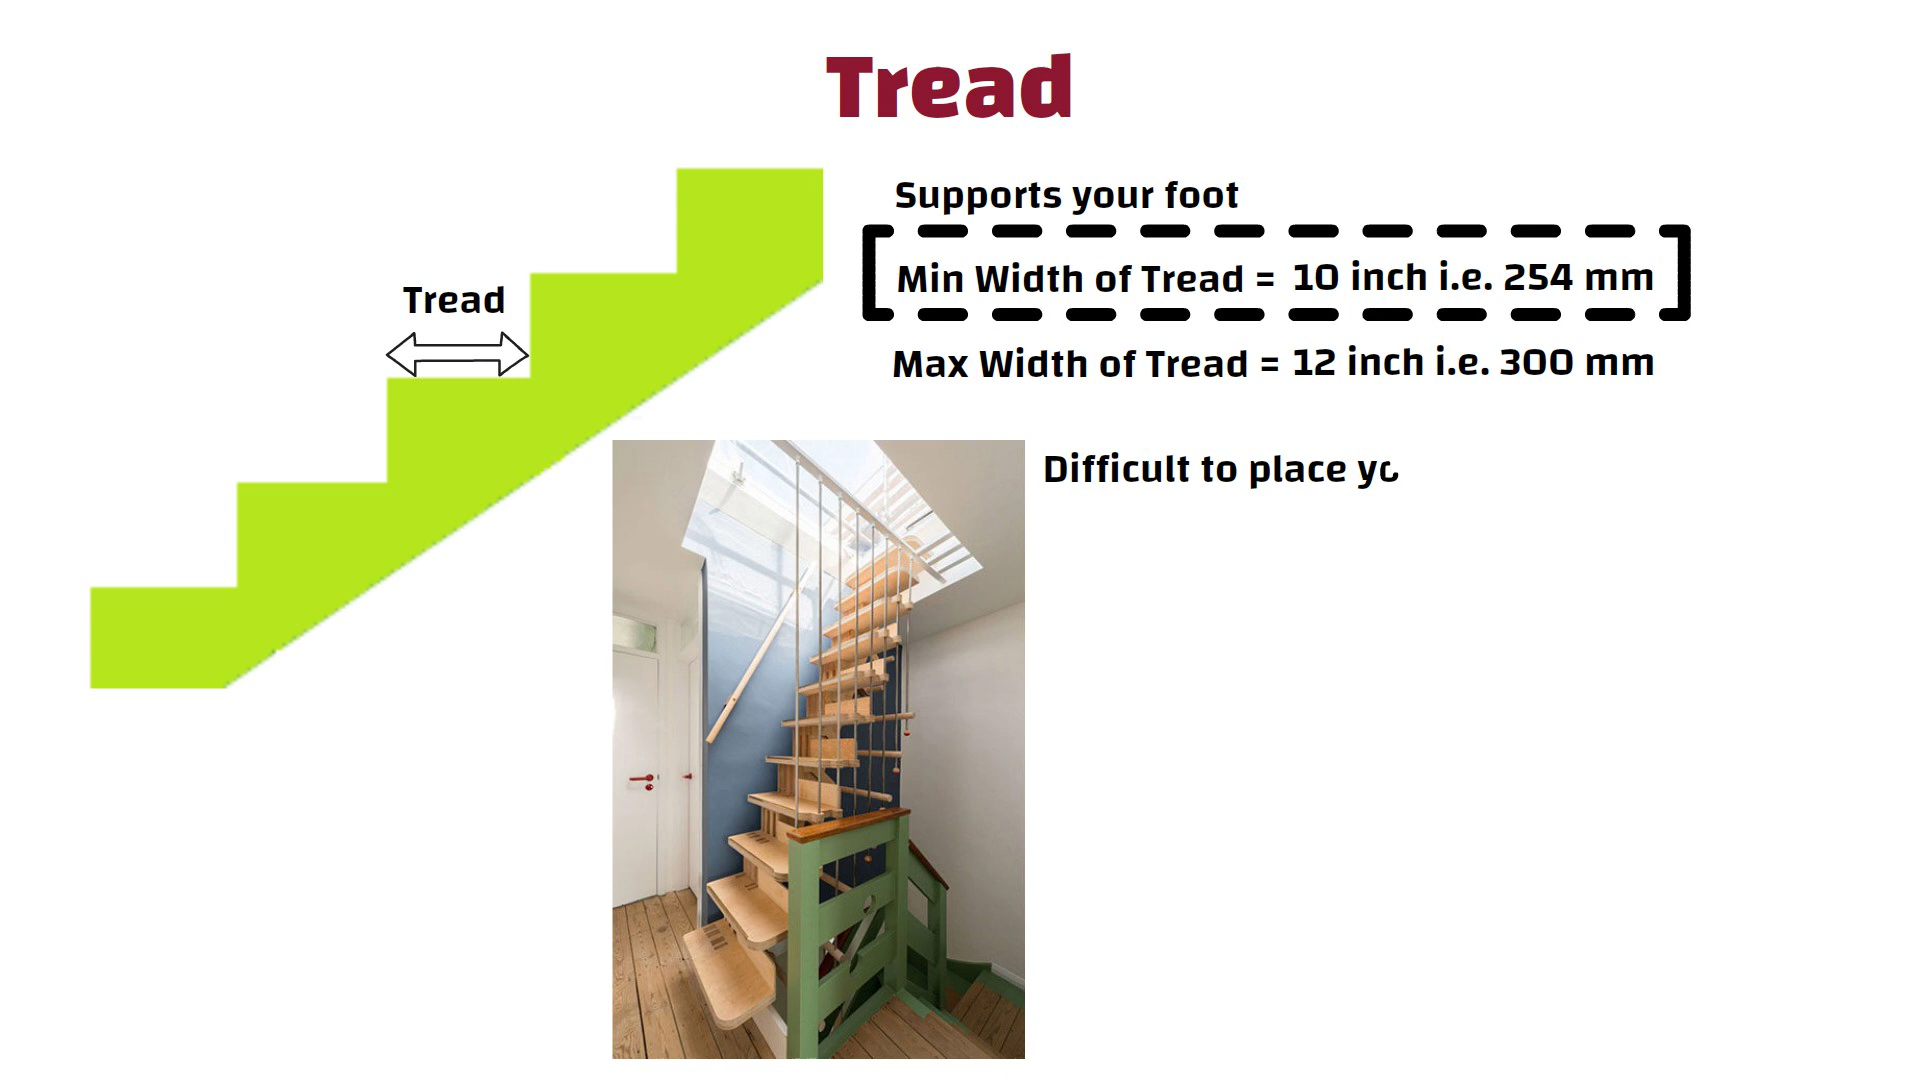 Tread
Supports your foot
Min Width of Tread = 10 inch i.e. 254 mm
Max Width of Tread = 12 inch i.e. 300 mm
Tread
Difficult to place